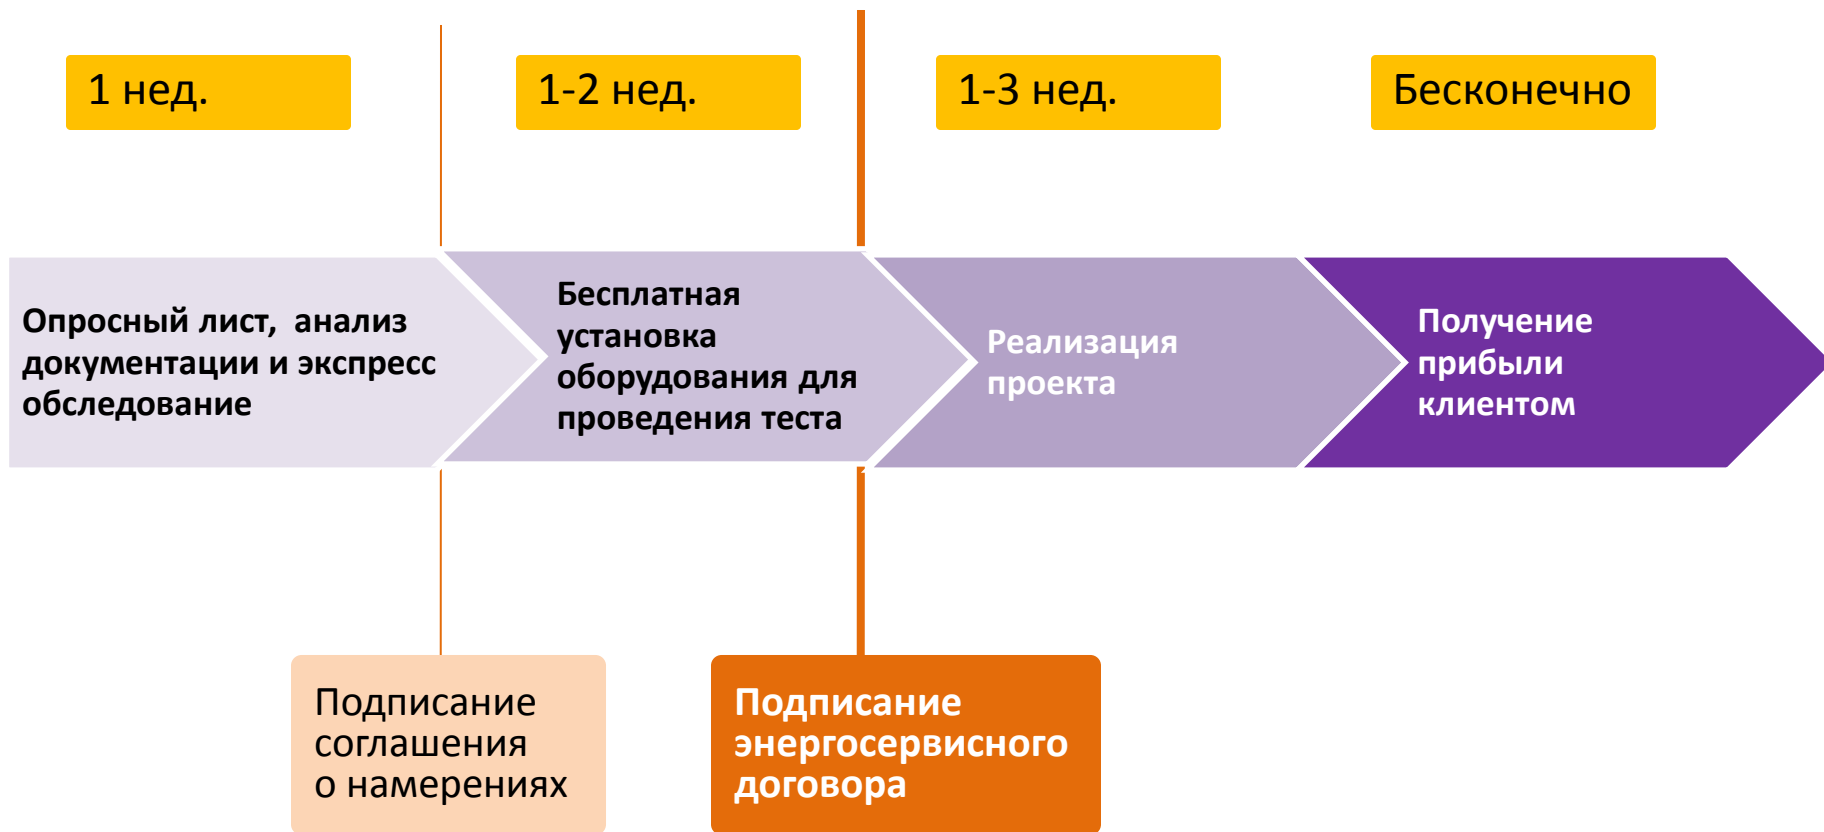 1 нед.
1-2 нед.
1-3 нед.
Бесконечно
Опросный лист, анализ
документации и экспресс
обследование
Бесплатная
установка
оборудования для
проведения теста
Реализация
проекта
Получение
прибыли
клиентом
Подписание
соглашения
о намерениях
Подписание
энергосервисного
договора